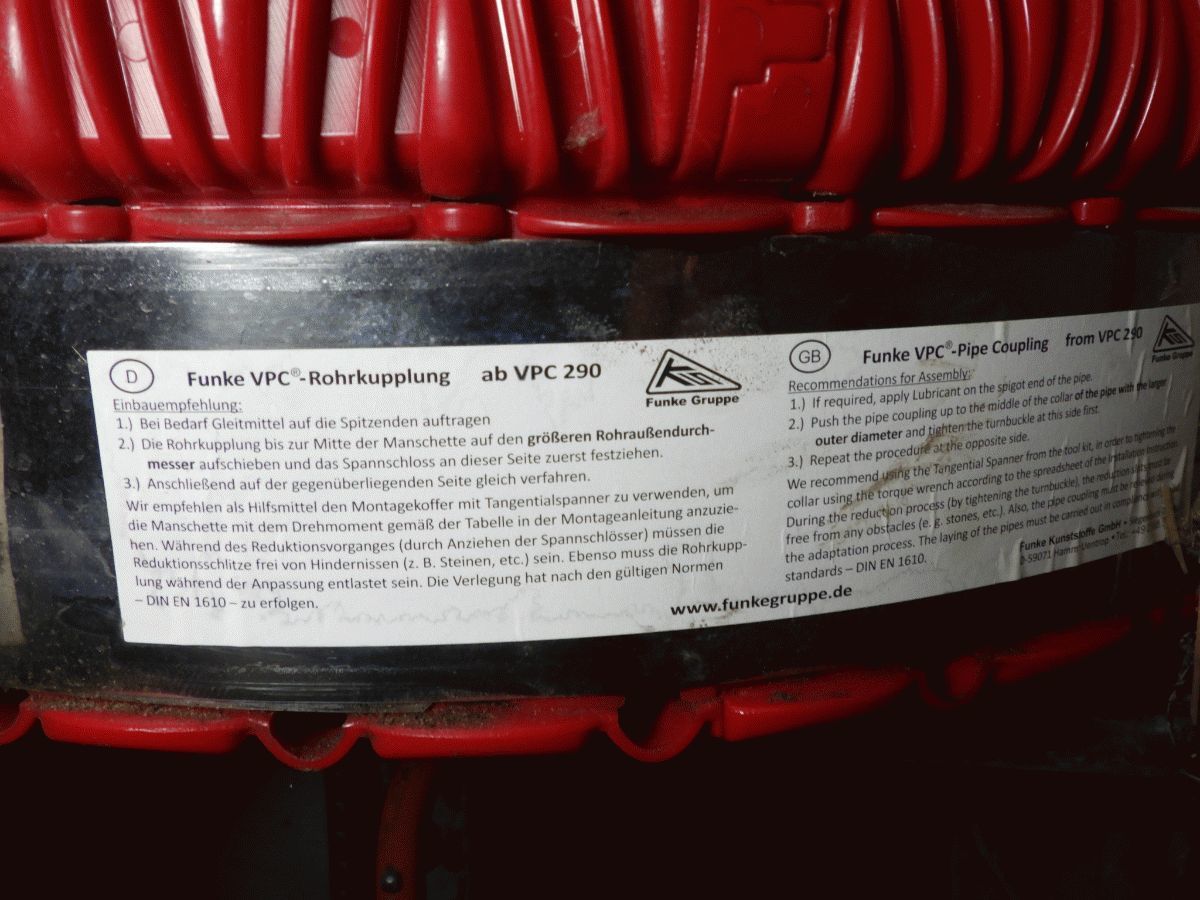 D
Funke VPC®-Rohrkupplung ab VPC 290
Funke Gruppe
Einbauempfehlung:
1.) Bei Bedarf Gleitmittel auf die Spitzenden auftragen
2.) Die Rohrkupplung bis zur Mitte der Manschette auf den größeren Rohraußendurch-
messer aufschieben und das Spannschloss an dieser Seite zuerst festziehen.
3.) Anschließend auf der gegenüberliegenden Seite gleich verfahren.
Wir empfehlen als Hilfsmittel den Montagekoffer mit Tangentialspanner zu verwenden, um
die Manschette mit dem Drehmoment gemäß der Tabelle in der Montageanleitung anzuzie-
hen. Während des Reduktionsvorganges (durch Anziehen der Spannschlösser) müssen die
Reduktionsschlitze frei von Hindernissen (z. B. Steinen, etc.) sein. Ebenso muss die Rohrkupp-
lung während der Anpassung entlastet sein. Die Verlegung hat nach den gültigen Normen
– DIN EN 1610 – zu erfolgen.
www.funkegruppe.de
GB
Funke VPC®-Pipe Coupling from VPC 290
Funke Gruppe
Recommendations for Assembly:
1.) If required, apply Lubricant on the spigot end of the pipe.
2.) Push the pipe coupling up to the middle of the collar of the pipe with the larger
outer diameter and tighten the turnbuckle at this side first.
3.) Repeat the procedure at the opposite side.
We recommend using the Tangential Spanner from the tool kit, in order to tightening the
collar using the torque wrench according to the spreadsheet of the Installation Instruction.
During the reduction process (by tightening the turnbuckle), the reduction slots must be
free from any obstacles (e. g. stones, etc.). Also, the pipe coupling must be relieved during
the adaptation process. The laying of the pipes must be carried out in compliance with
standards – DIN EN 1610.
Funke Kunststoffe GmbH •
D-59071 Hamm-Uentrop • Tel.: +49